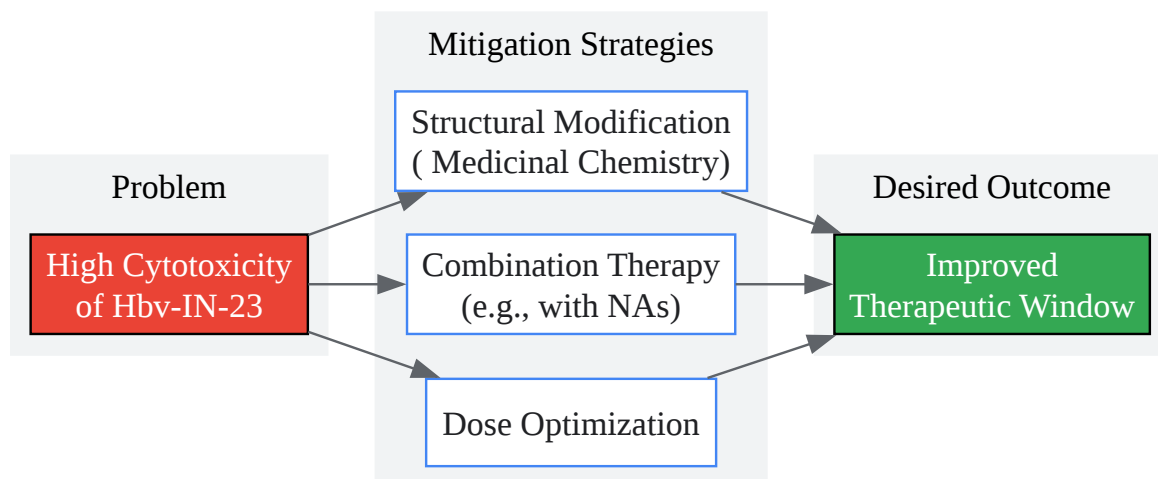 Problem
High Cytotoxicity
of Hbv-IN-23
Mitigation Strategies
Structural Modification
( Medicinal Chemistry)
Combination Therapy
(e.g., with NAs)
Dose Optimization
Desired Outcome
Improved
Therapeutic Window